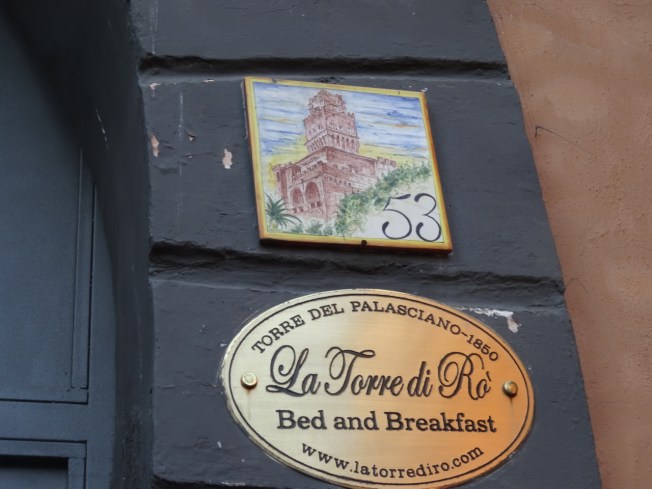 53
TORRE DEL PALASCIANO-1850
La Torre di Rò
Bed and Breakfast
www.latorrediro.com